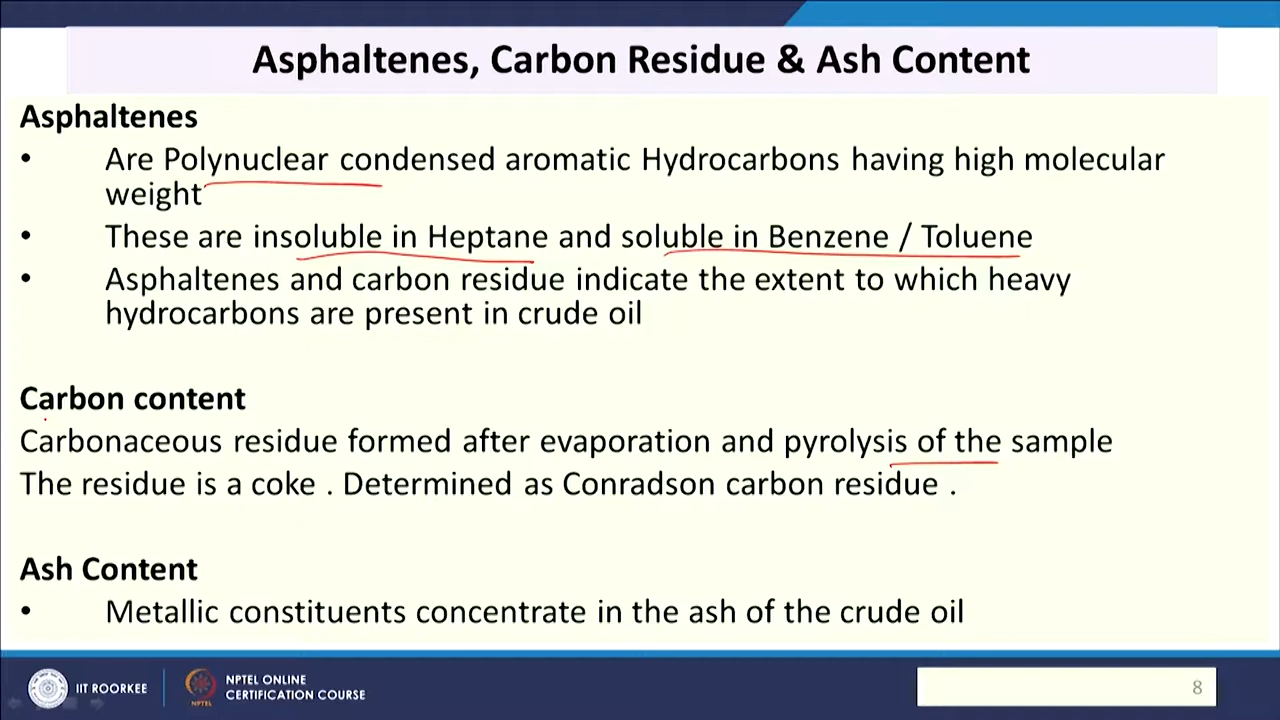 Asphaltenes, Carbon Residue & Ash Content
Asphaltenes
• Are Polynuclear condensed aromatic Hydrocarbons having high molecular
weight
• These are insoluble in Heptane and soluble in Benzene / Toluene
• Asphaltenes and carbon residue indicate the extent to which heavy
hydrocarbons are present in crude oil
Carbon content
Carbonaceous residue formed after evaporation and pyrolysis of the sample
The residue is a coke . Determined as Conradson carbon residue .
Ash Content
• Metallic constituents concentrate in the ash of the crude oil
IIT ROORKEE
NPTEL ONLINE
CERTIFICATION COURSE
NPTEL
8